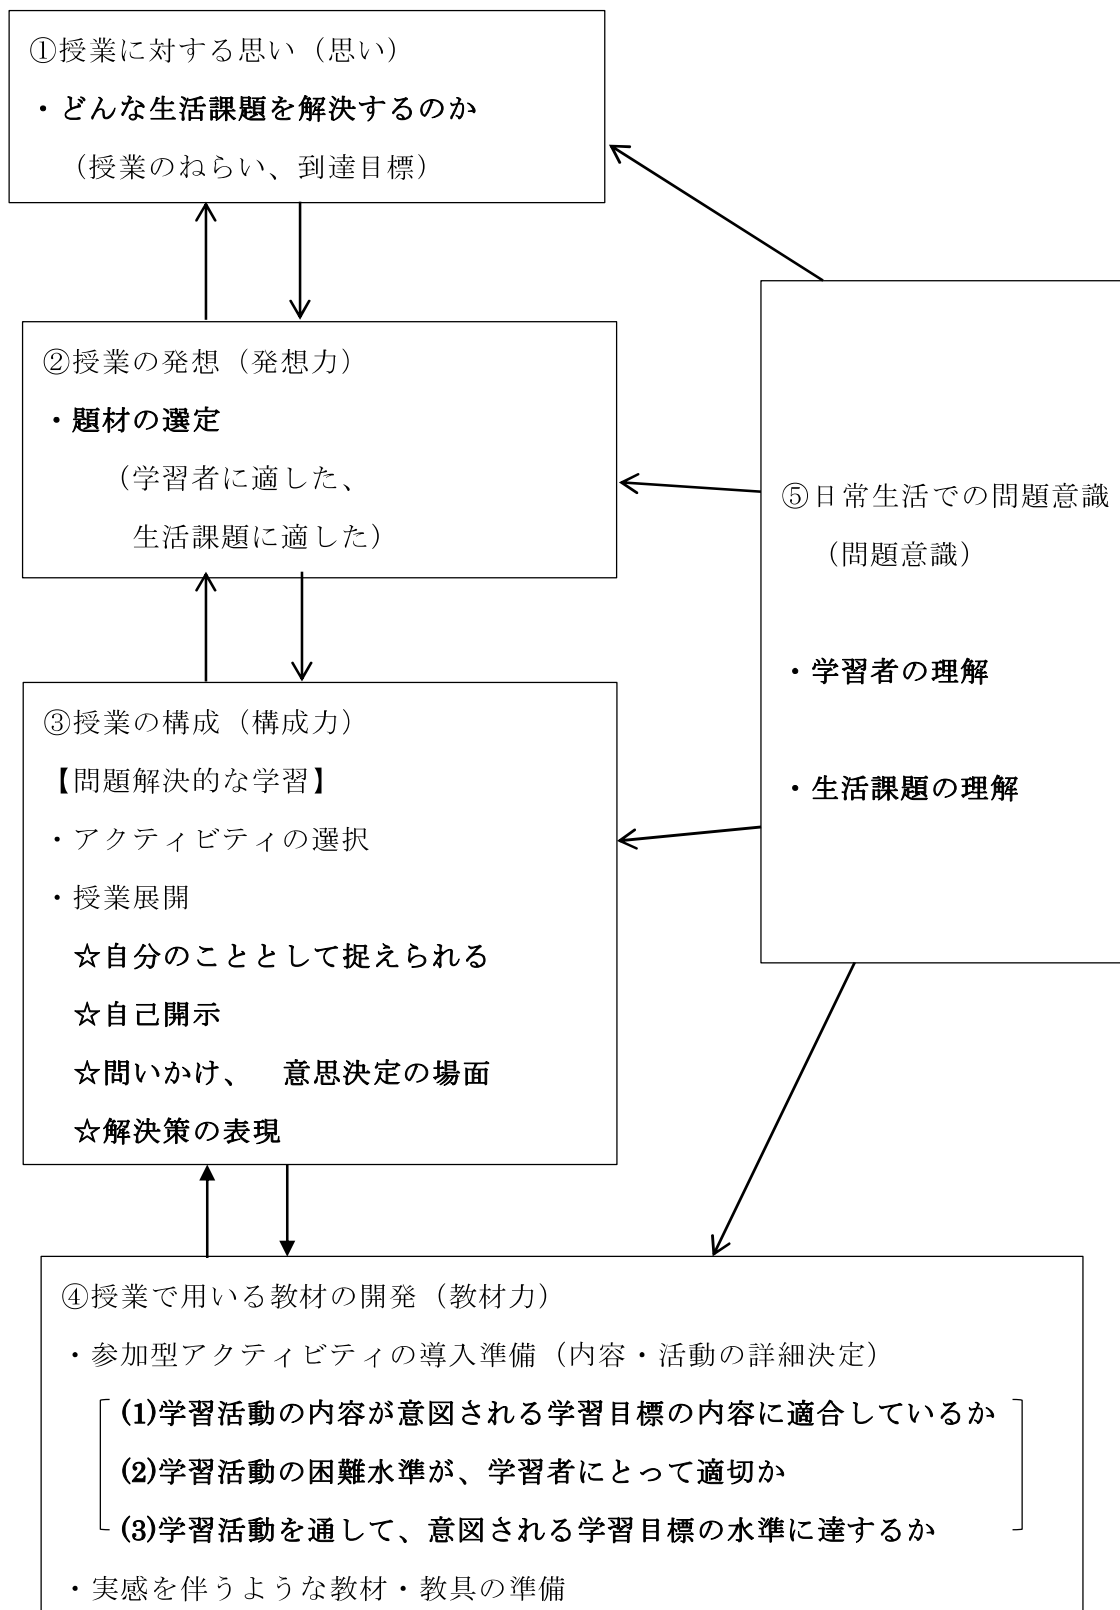 ①授業に対する思い（思い）
・どんな生活課題を解決するのか
（授業のねらい、到達目標）
②授業の発想（発想力）
・題材の選定
（学習者に適した、
生活課題に適した）
③授業の構成（構成力）
【問題解決的な学習】
・アクティビティの選択
・授業展開
☆自分のこととして捉えられる
☆自己開示
☆問いかけ、　意思決定の場面
☆解決策の表現
⑤日常生活での問題意識
（問題意識）
・学習者の理解
・生活課題の理解
④授業で用いる教材の開発（教材力）
・参加型アクティビティの導入準備（内容・活動の詳細決定）
(1)学習活動の内容が意図される学習目標の内容に適合しているか
(2)学習活動の困難水準が、学習者にとって適切か
(3)学習活動を通して、意図される学習目標の水準に達するか
・実感を伴うような教材・教具の準備